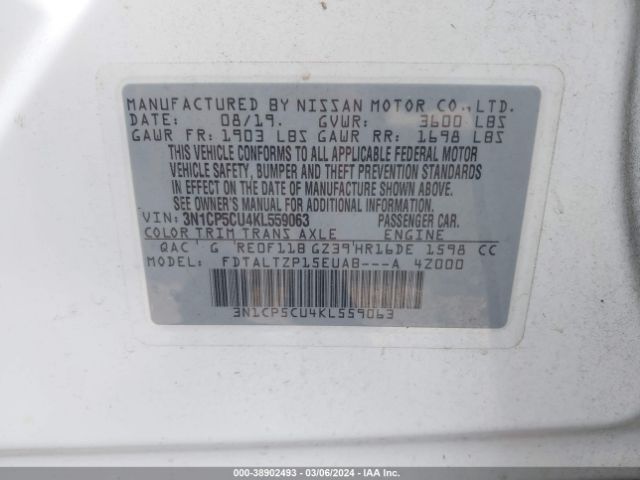 MANUFACTURED BY NISSAN MOTOR CO., LTD.
DATE: 08/19. GVWR: 3600 LBS
GAWR FR: 1903 LBS GAWR RR: 1698 LBS
THIS VEHICLE CONFORMS TO ALL APPLICABLE FEDERAL MOTOR
VEHICLE SAFETY, BUMPER AND THEFT PREVENTION STANDARDS
IN EFFECT ON THE DATE OF MANUFACTURE SHOWN ABOVE.
SEE OWNER'S MANUAL FOR ADDITIONAL INFORMATION.
VIN: 3N1CP5CU4KL559063 PASSENGER CAR.
COLOR TRIM TRANS AXLE ENGINE
QAC' G 'RE0F11B GZ39'HR16DE 1598 CC
MODEL: FDTALTZP15EUAB---A 4Z000
3N1CP5CU4KL559063
000-38902493 - 03/06/2024 - IAA, Inc.